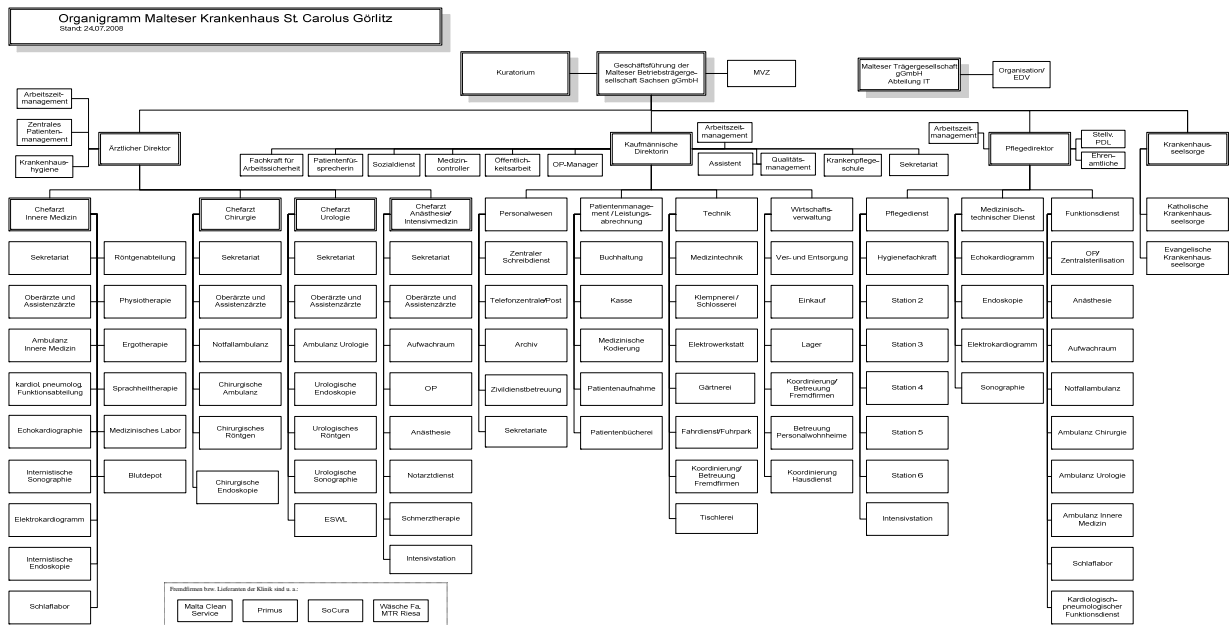 Organigramm Malteser Krankenhaus St. Carolus Görlitz
Stand: 24.07.2008
Kuratorium
Geschäftsführung der
Malteser Betriebsträgerge-
sellschaft Sachsen gGmbH
MVZ
Malteser Trägergesellschaft
gGmbH
Abteilung IT
Organisation/
EDV
Arbeitszeit-
management
Zentrales
Patienten-
management
Krankenhaus-
hygiene
Ärztlicher Direktor
Fachkraft für
Arbeitssicherheit
Patientenfür-
sprecherin
Sozialdienst
Medizin-
controller
Öffentlich-
keitsarbeit
OP-Manager
Kaufmännische
Direktorin
Arbeitszeit-
management
Assistent
Qualitäts-
management
Krankenpflege-
schule
Sekretariat
Arbeitszeit-
management
Pflegedirektor
Stellv.
PDL
Ehren-
amtliche
Krankenhaus-
seelsorge
Chefarzt
Innere Medizin
Sekretariat
Oberärzte und
Assistenzärzte
Ambulanz
Innere Medizin
kardiol. pneumolog.
Funktionsabteilung
Echokardiographie
Internistische
Sonographie
Elektrokardiogramm
Internistische
Endoskopie
Schlaflabor
Röntgenabteilung
Physiotherapie
Ergotherapie
Sprachheiltherapie
Medizinisches Labor
Blutdepot
Chefarzt
Chirurgie
Sekretariat
Oberärzte und
Assistenzärzte
Notfallambulanz
Chirurgische
Ambulanz
Chirurgisches
Röntgen
Chirurgische
Endoskopie
Chefarzt
Urologie
Sekretariat
Oberärzte und
Assistenzärzte
Ambulanz Urologie
Urologische
Endoskopie
Urologisches
Röntgen
Urologische
Sonographie
ESWL
Chefarzt
Anästhesie/
Intensivmedizin
Sekretariat
Oberärzte und
Assistenzärzte
Aufwachraum
OP
Anästhesie
Notarztdienst
Schmerztherapie
Intensivstation
Personalwesen
Zentraler
Schreibdienst
Telefonzentrale/Post
Archiv
Zivildienstbetreuung
Sekretariate
Patientenmanage-
ment / Leistungs-
abrechnung
Buchhaltung
Kasse
Medizinische
Kodierung
Patientenaufnahme
Patientenbücherei
Technik
Medizintechnik
Klempnerei /
Schlosserei
Elektrowerkstatt
Gärtnerei
Fahrdienst/Fuhrpark
Koordinierung/
Betreuung
Fremdfirmen
Tischlerei
Wirtschafts-
verwaltung
Ver- und Entsorgung
Einkauf
Lager
Koordinierung/
Betreuung
Fremdfirmen
Betreuung
Personalwohnheime
Koordinierung
Hausdienst
Pflegedienst
Hygienefachkraft
Station 2
Station 3
Station 4
Station 5
Station 6
Intensivstation
Medizinisch-
technischer Dienst
Echokardiogramm
Endoskopie
Elektrokardiogramm
Sonographie
Funktionsdienst
OP/
Zentralsterilisation
Anästhesie
Aufwachraum
Notfallambulanz
Ambulanz Chirurgie
Ambulanz Urologie
Ambulanz Innere
Medizin
Schlaflabor
Kardiologisch-
pneumologischer
Funktionsdienst
Katholische
Krankenhaus-
seelsorge
Evangelische
Krankenhaus-
seelsorge
Fremdfirmen bzw. Lieferanten der Klinik sind u. a.:
Malta Clean
Service
Primus
SoCura
Wäsche Fa.
MTR Riesa